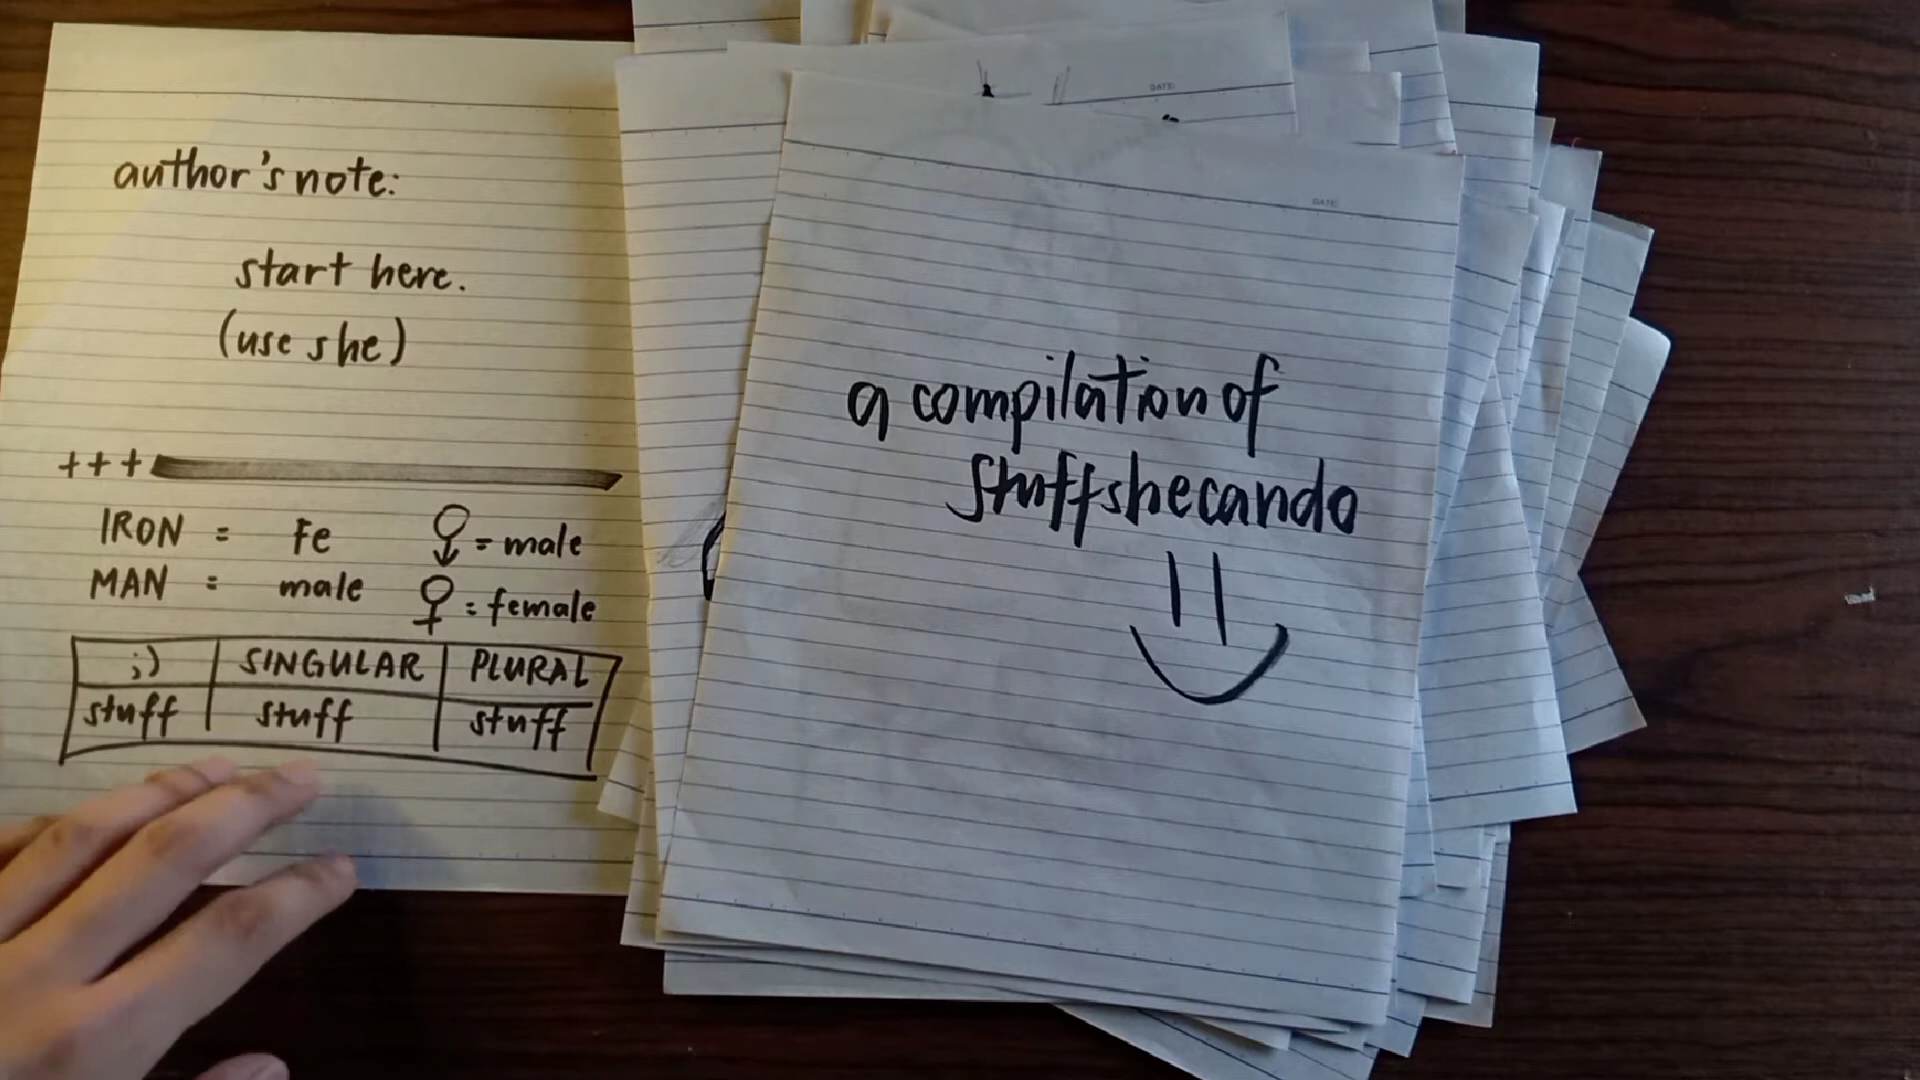 author's note:
start here.
(use she)
+++
IRON = Fe
MAN = male
♀ = male
♀ = female
;) SINGULAR PLURAL
stuff stuff stuff
DATE:
DATE:
a compilation of
stuffshecando